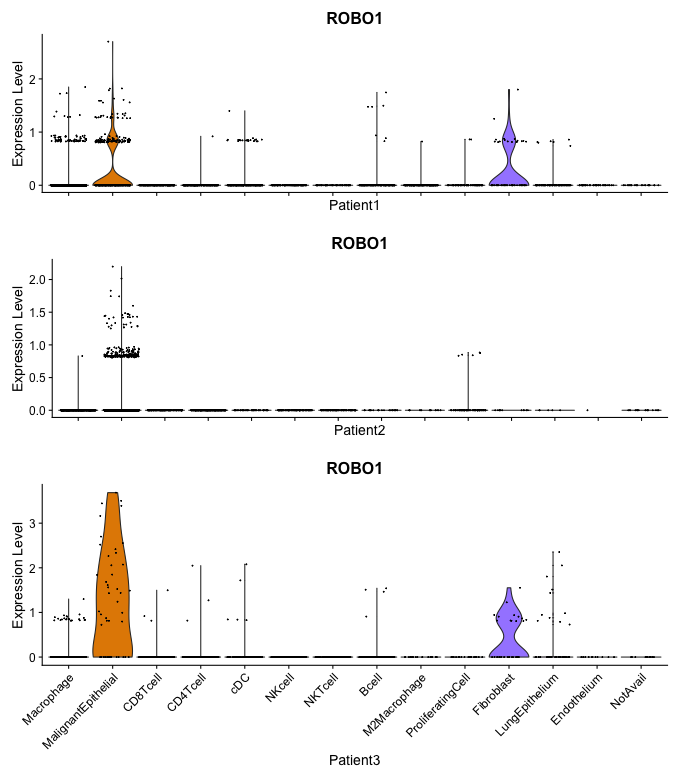 ROBO1
Expression Level
2
1
0
Patient1
ROBO1
Expression Level
2.0
1.5
1.0
0.5
0.0
Patient2
ROBO1
Expression Level
3
2
1
0
Macrophage
MalignantEpithelial
CD8Tcell
CD4Tcell
cDC
NKcell
NKTcell
Bcell
M2Macrophage
ProliferatingCell
Fibroblast
LungEpithelium
Endothelium
NotAvail
Patient3